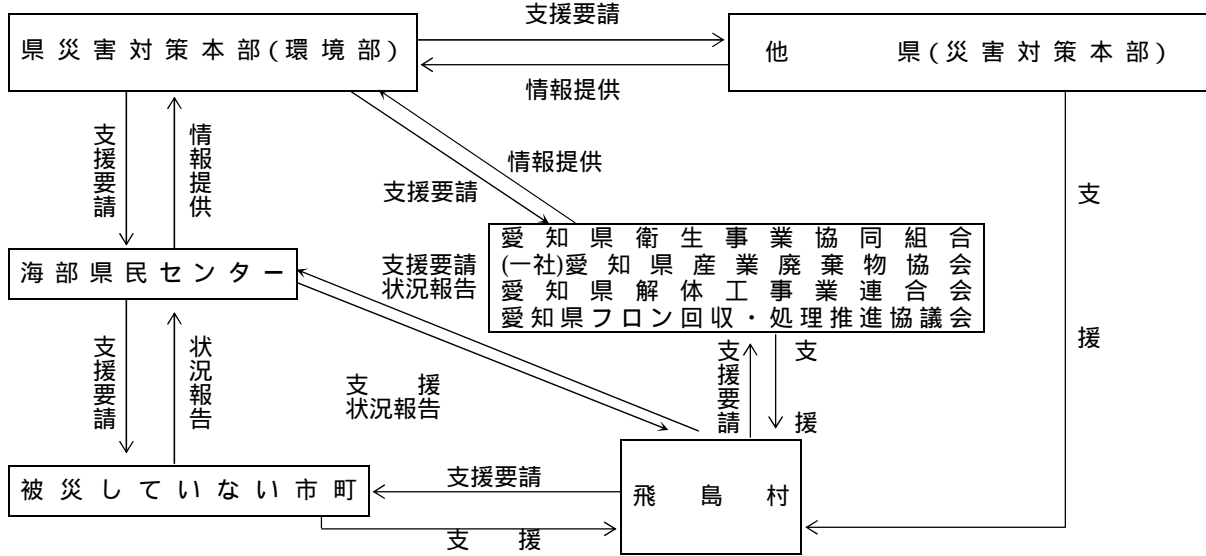 支援要請
県災害対策本部(環境部)
他 県(災害対策本部)
情報提供
支援要請
情報提供
情報提供
支援要請
支
援
愛知県衛生事業協同組合
(一社)愛知県産業廃棄物協会
愛知県解体工事業連合会
愛知県フロン回収・処理推進協議会
海部県民センター
支援要請
状況報告
支援要請
状況報告
支 援
状況報告
支援要請
支
援
被災していない市町
支援要請
飛島村
支 援